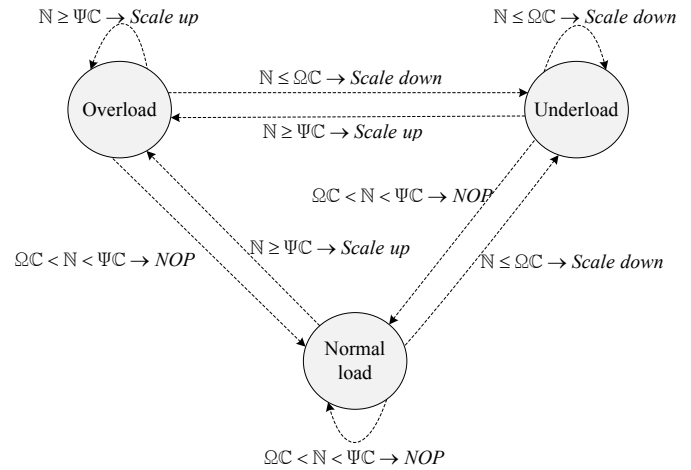 ℕ ≥ Ψℂ → Scale up
ℕ ≤ Ωℂ → Scale down
Overload
ℕ ≤ Ωℂ → Scale down
Underload
ℕ ≥ Ψℂ → Scale up
Ωℂ < ℕ < Ψℂ → NOP
ℕ ≥ Ψℂ → Scale up
Ωℂ < ℕ < Ψℂ → NOP
ℕ ≤ Ωℂ → Scale down
Normal
load
Ωℂ < ℕ < Ψℂ → NOP